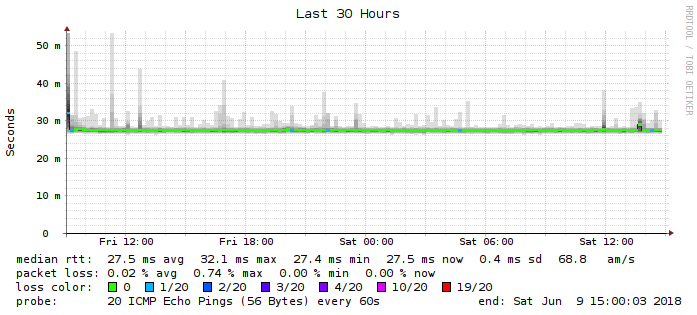 Last 30 Hours
RRDTOOL / TOBI OETIKER
Seconds
50 m
40 m
30 m
20 m
10 m
0
Fri 12:00 Fri 18:00 Sat 00:00 Sat 06:00 Sat 12:00
median rtt: 27.5 ms avg 32.1 ms max 27.4 ms min 27.5 ms now 0.4 ms sd 68.8 am/s
packet loss: 0.02 % avg 0.74 % max 0.00 % min 0.00 % now
loss color: 0 1/20 2/20 3/20 4/20 10/20 19/20
probe: 20 ICMP Echo Pings (56 Bytes) every 60s end: Sat Jun 9 15:00:03 2018